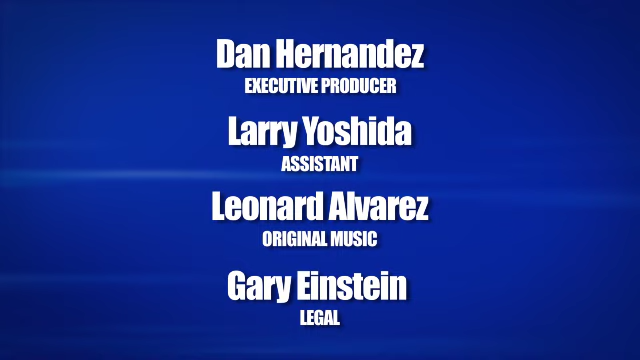 Dan Hernandez
EXECUTIVE PRODUCER
Larry Yoshida
ASSISTANT
Leonard Alvarez
ORIGINAL MUSIC
Gary Einstein
LEGAL